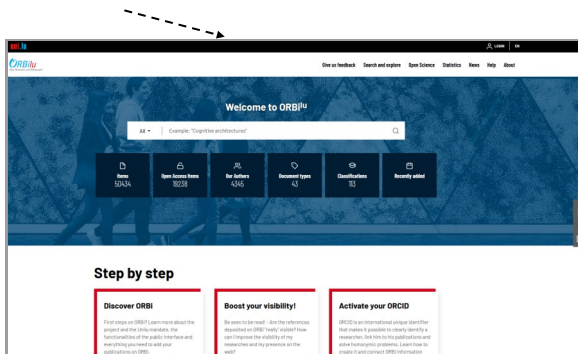 uni.lu
LOGIN EN
ORBilu
Give us feedback Search and explore Open Science Statistics News Help About
Welcome to ORBilu
All Example: "Cognitive architectures"
Items
50434
Open Access Items
19238
Our Authors
4345
Document types
43
Classifications
113
Recently added
Step by step
Discover ORBi
First steps on ORBi? Learn more about the
project and the Unilu mandate, the
functionalities of the public interface and
everything you need to add your
publications on ORBi.
Boost your visibility!
Be seen to be read! - Are the references
deposited on ORBi "really" visible? How
can I improve the visibility of my
researches and my presence on the
web?
Activate your ORCID
ORCID is an international unique identifier
that makes it possible to clearly identify a
researcher, link him to his publications and
solve homonymic problems. Learn how to
create it and connect ORBi information